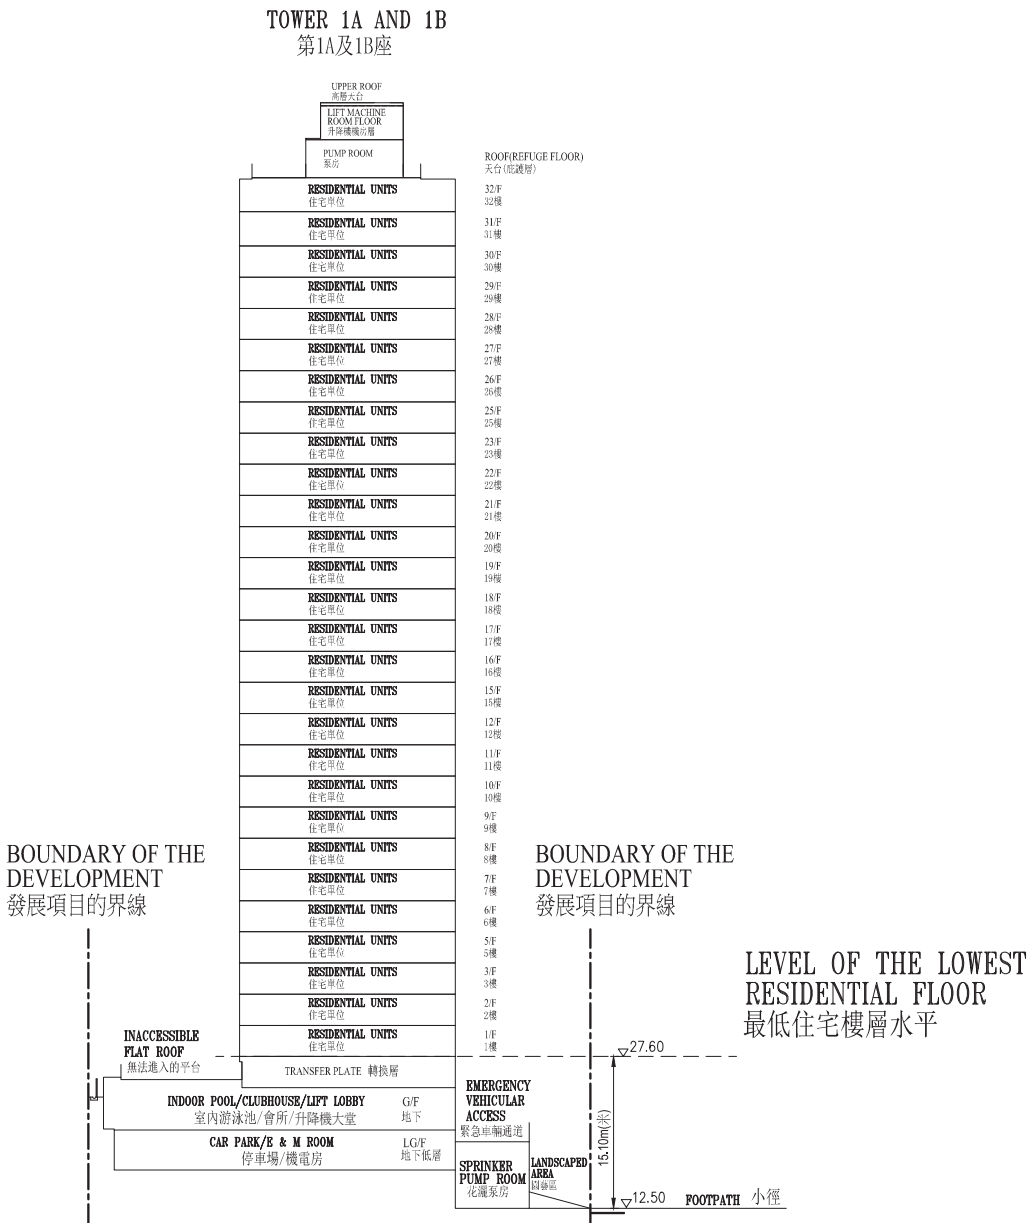 TOWER 1A AND 1B
第1A及1B座
UPPER ROOF
高層天台
LIFT MACHINE
ROOM FLOOR
升降機機房層
PUMP ROOM
泵房
ROOF(REFUGE FLOOR)
天台(庇護層)
RESIDENTIAL UNITS 32/F
住宅單位 32樓
RESIDENTIAL UNITS 31/F
住宅單位 31樓
RESIDENTIAL UNITS 30/F
住宅單位 30樓
RESIDENTIAL UNITS 29/F
住宅單位 29樓
RESIDENTIAL UNITS 28/F
住宅單位 28樓
RESIDENTIAL UNITS 27/F
住宅單位 27樓
RESIDENTIAL UNITS 26/F
住宅單位 26樓
RESIDENTIAL UNITS 25/F
住宅單位 25樓
RESIDENTIAL UNITS 23/F
住宅單位 23樓
RESIDENTIAL UNITS 22/F
住宅單位 22樓
RESIDENTIAL UNITS 21/F
住宅單位 21樓
RESIDENTIAL UNITS 20/F
住宅單位 20樓
RESIDENTIAL UNITS 19/F
住宅單位 19樓
RESIDENTIAL UNITS 18/F
住宅單位 18樓
RESIDENTIAL UNITS 17/F
住宅單位 17樓
RESIDENTIAL UNITS 16/F
住宅單位 16樓
RESIDENTIAL UNITS 15/F
住宅單位 15樓
RESIDENTIAL UNITS 12/F
住宅單位 12樓
RESIDENTIAL UNITS 11/F
住宅單位 11樓
RESIDENTIAL UNITS 10/F
住宅單位 10樓
RESIDENTIAL UNITS 9/F
住宅單位 9樓
RESIDENTIAL UNITS 8/F
住宅單位 8樓
RESIDENTIAL UNITS 7/F
住宅單位 7樓
RESIDENTIAL UNITS 6/F
住宅單位 6樓
RESIDENTIAL UNITS 5/F
住宅單位 5樓
RESIDENTIAL UNITS 3/F
住宅單位 3樓
RESIDENTIAL UNITS 2/F
住宅單位 2樓
RESIDENTIAL UNITS 1/F
住宅單位 1樓
BOUNDARY OF THE
DEVELOPMENT
發展項目的界線
BOUNDARY OF THE
DEVELOPMENT
發展項目的界線
LEVEL OF THE LOWEST
RESIDENTIAL FLOOR
最低住宅樓層水平
27.60
INACCESSIBLE
FLAT ROOF
無法進入的平台
TRANSFER PLATE 轉換層
INDOOR POOL/CLUBHOUSE/LIFT LOBBY G/F
室內游泳池/會所/升降機大堂 地下
CAR PARK/E & M ROOM LG/F
停車場/機電房 地下低層
EMERGENCY
VEHICULAR
ACCESS
緊急車輛通道
SPRINKER
PUMP ROOM
花灑泵房
LANDSCAPED
AREA
園藝區
15.10m(米)
12.50 FOOTPATH 小徑